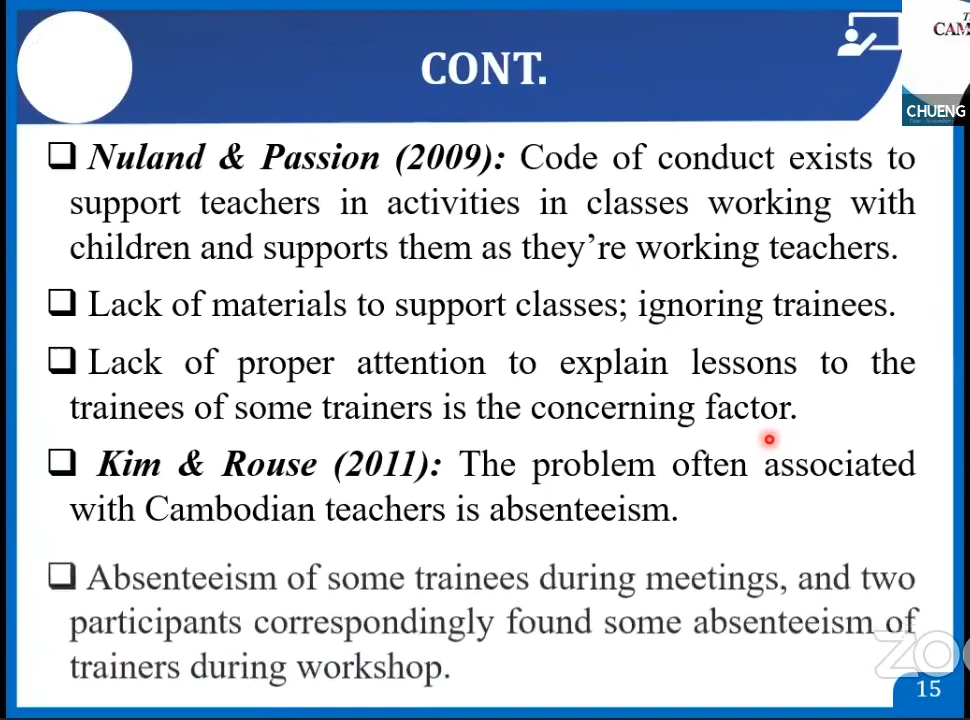 CONT.
CAM
CHUENG
❑ Nuland & Passion (2009): Code of conduct exists to
support teachers in activities in classes working with
children and supports them as they’re working teachers.
❑ Lack of materials to support classes; ignoring trainees.
❑ Lack of proper attention to explain lessons to the
trainees of some trainers is the concerning factor.
❑ Kim & Rouse (2011): The problem often associated
with Cambodian teachers is absenteeism.
❑ Absenteeism of some trainees during meetings, and two
participants correspondingly found some absenteeism of
trainers during workshop.
zo
15